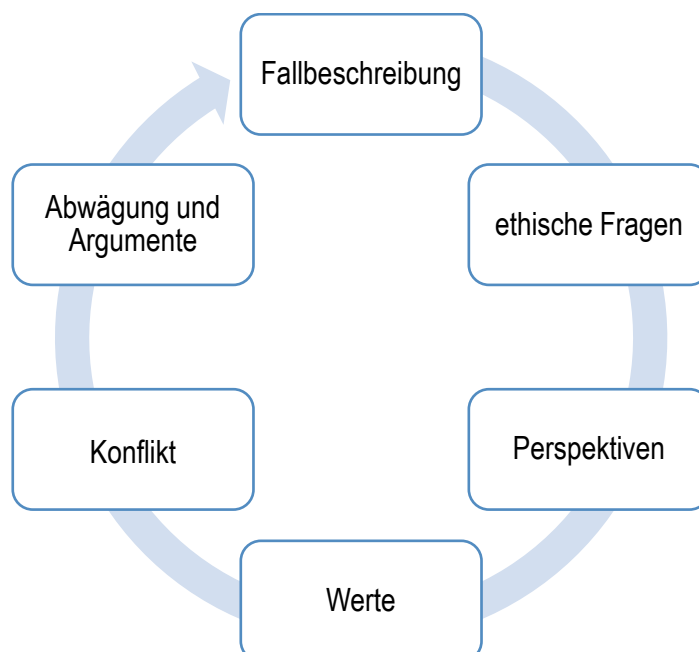 Fallbeschreibung
ethische Fragen
Perspektiven
Werte
Konflikt
Abwägung und
Argumente